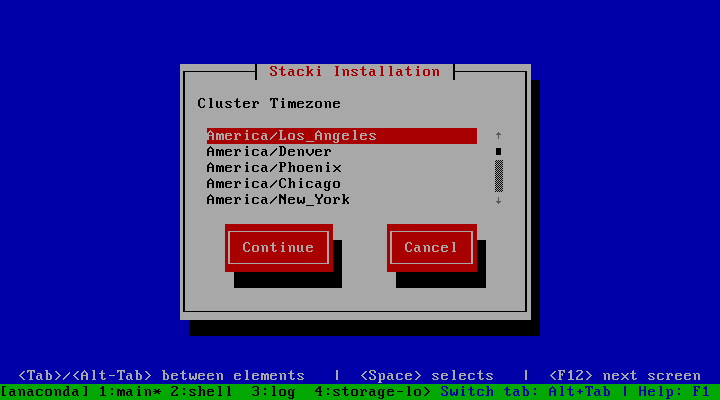 Stacki Installation
Cluster Timezone
America/Los_Angeles ↑
America/Denver
America/Phoenix
America/Chicago
America/New_York ↓
Continue Cancel
<Tab>/<Alt-Tab> between elements | <Space> selects | <F12> next screen
[anaconda] 1:main* 2:shell 3:log 4:storage-lo> Switch tab: Alt+Tab | Help: F1